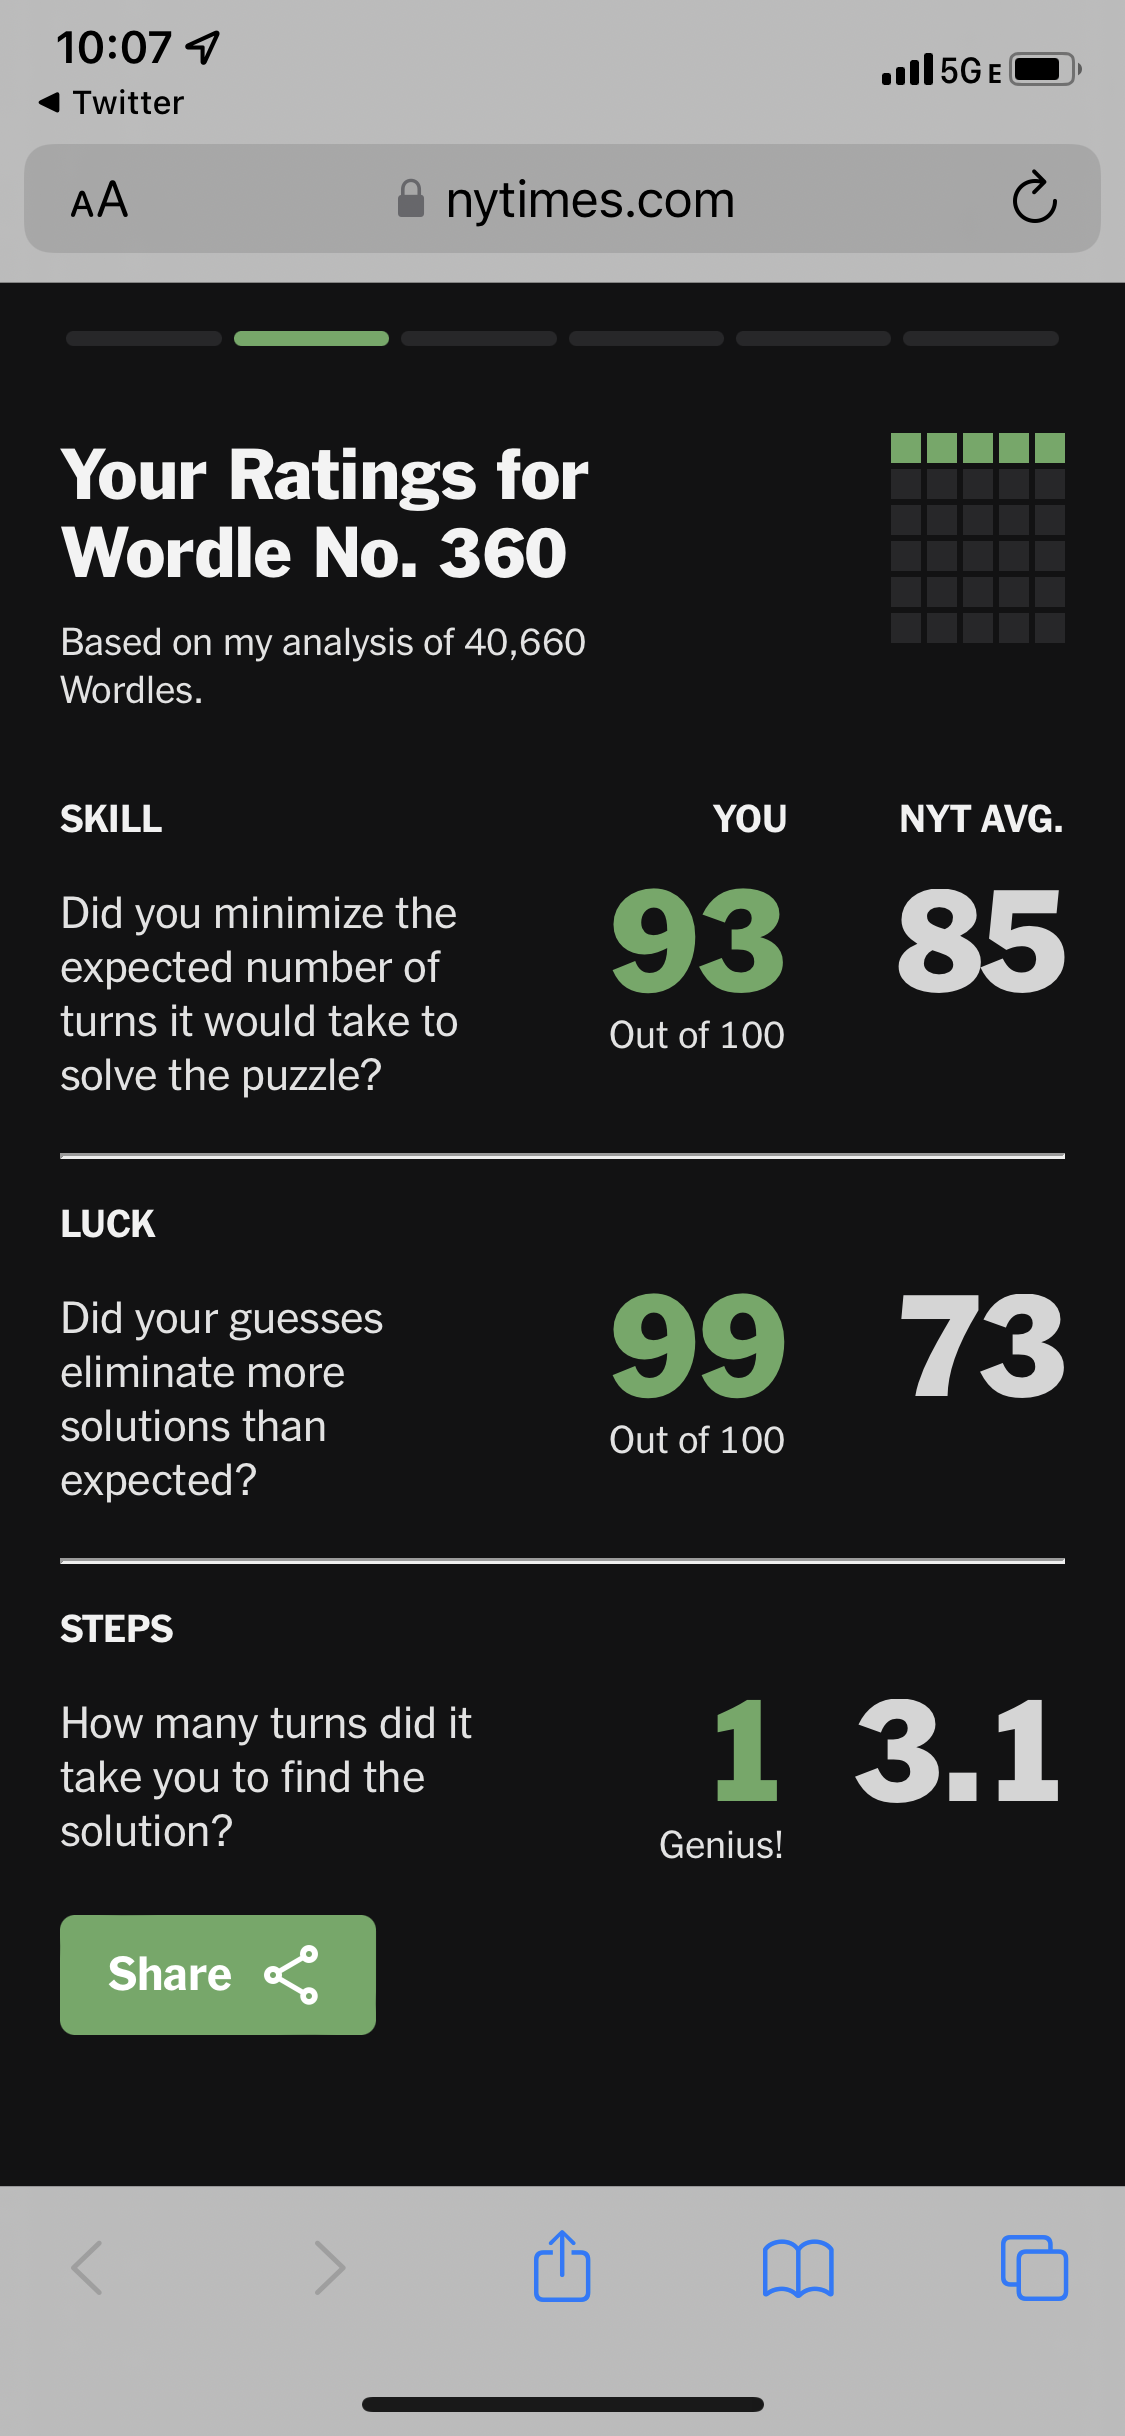 10:07
5G E
Twitter
AA
nytimes.com
Your Ratings for
Wordle No. 360
Based on my analysis of 40,660
Wordles.
SKILL YOU NYT AVG.
Did you minimize the
expected number of
turns it would take to
solve the puzzle?
93 85
Out of 100
LUCK
Did your guesses
eliminate more
solutions than
expected?
99 73
Out of 100
STEPS
How many turns did it
take you to find the
solution?
1 3.1
Genius!
Share